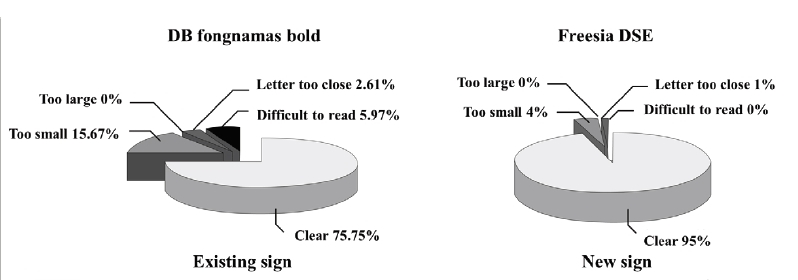 DB fongnamas bold
Letter too close 2.61%
Too large 0%
Difficult to read 5.97%
Too small 15.67%
Clear 75.75%
Existing sign
Freesia DSE
Too large 0%
Letter too close 1%
Too small 4%
Difficult to read 0%
Clear 95%
New sign